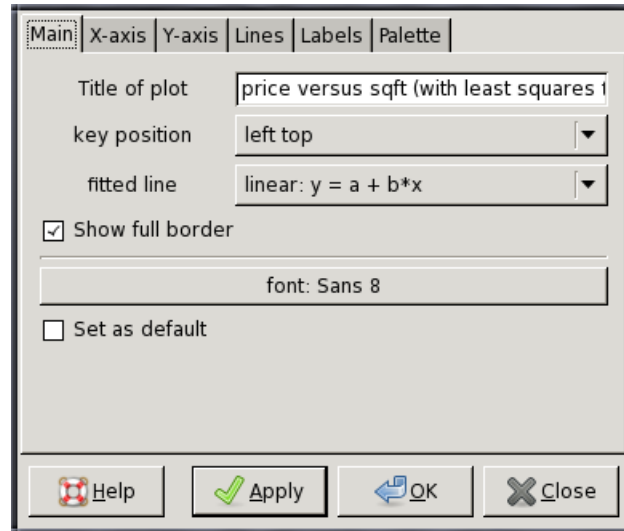 Main X-axis Y-axis Lines Labels Palette
Title of plot price versus sqft (with least squares
key position left top
fitted line linear: y = a + b*x
Show full border
font: Sans 8
Set as default
Help Apply OK Close